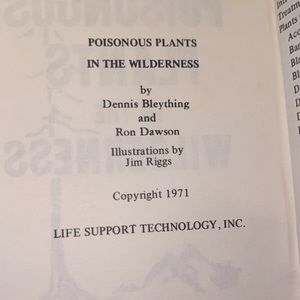 POISONOUS PLANTS
IN THE WILDERNESS
by
Dennis Bleything
and
Ron Dawson
Illustrations by
Jim Riggs
Copyright 1971
LIFE SUPPORT TECHNOLOGY, INC.
Plants